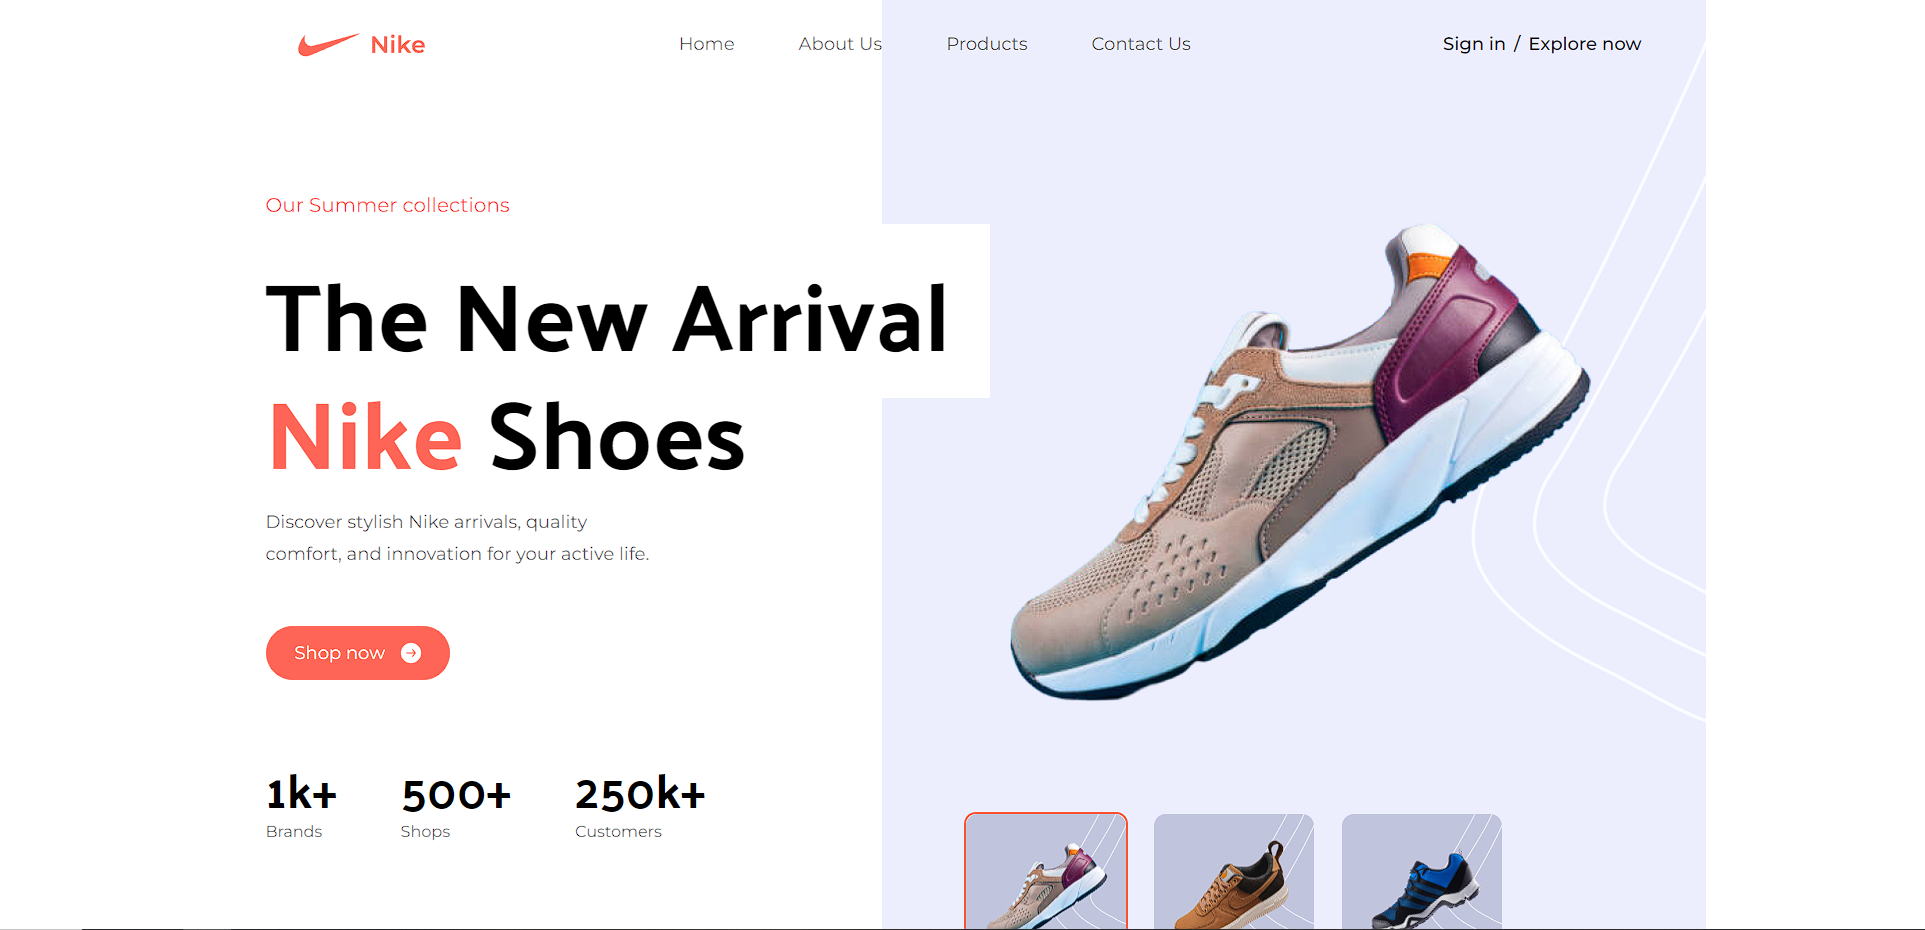 Nike
Home
About Us
Products
Contact Us
Sign in / Explore now
Our Summer collections
The New Arrival
Nike Shoes
Discover stylish Nike arrivals, quality
comfort, and innovation for your active life.
Shop now
1k+
Brands
500+
Shops
250k+
Customers